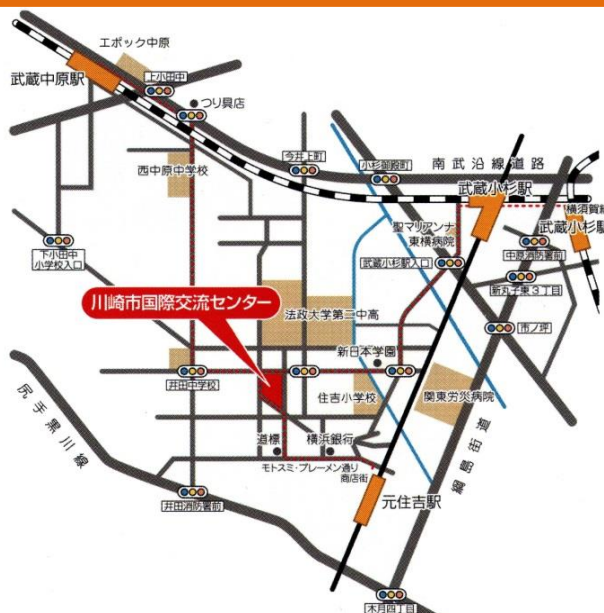 エポック中原
武蔵中原駅
上小田中
つり具店
今井上町
小杉御殿町
南武沿線道路
西中原中学校
武蔵小杉駅
横須賀線
武蔵小杉駅
聖マリアンナ
東横病院
下小田中
小学校入口
武蔵小杉駅入口
中原消防署前
新丸子東3丁目
川崎市国際交流センター
法政大学第二中高
市ノ坪
新日本学園
井田中学校
住吉小学校
関東労災病院
尻手黒川線
道標
横浜銀行
綱島街道
モトスミ・ブレーメン通り
商店街
井田消防署前
元住吉駅
木月四丁目